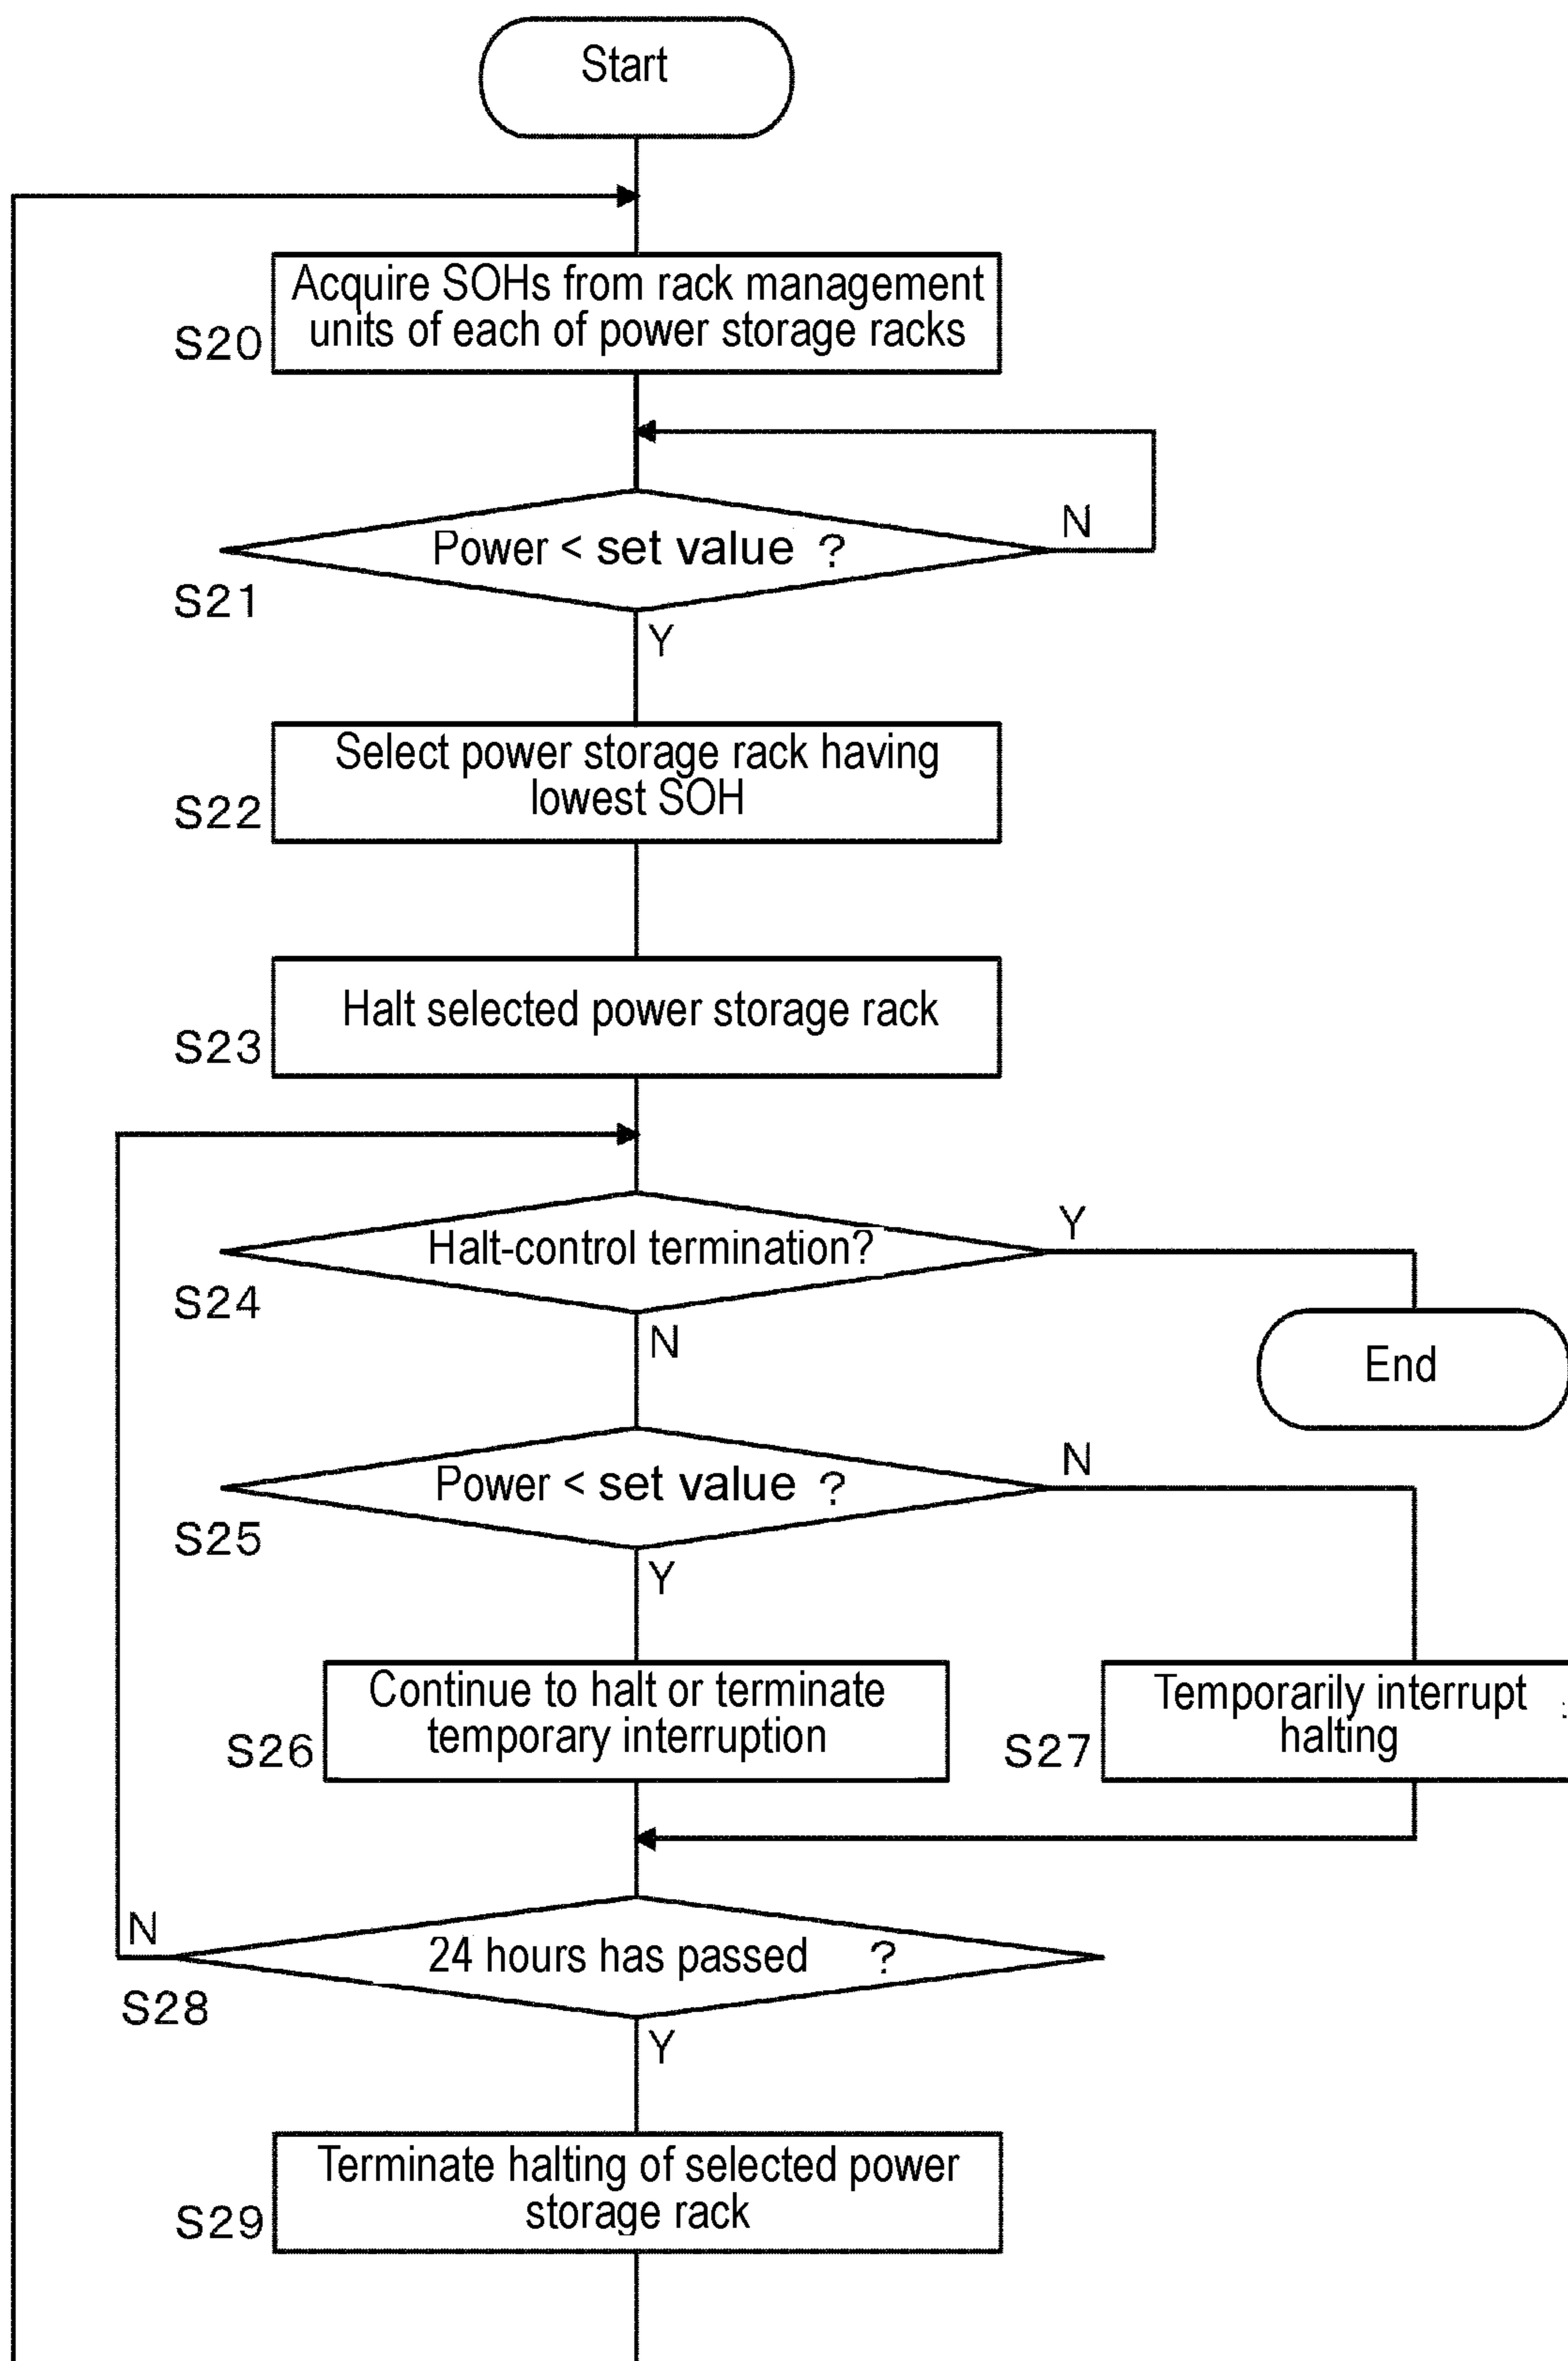 Start
Acquire SOHs from rack management
units of each of power storage racks
S20
Power < set value ?
N
S21
Y
Select power storage rack having
lowest SOH
S22
Halt selected power storage rack
S23
Y
Halt-control termination?
S24
N
End
N
Power < set value ?
S25
Y
Continue to halt or terminate
temporary interruption
S26
Temporarily interrupt
halting
S27
N
24 hours has passed ?
S28
Y
Terminate halting of selected power
storage rack
S29